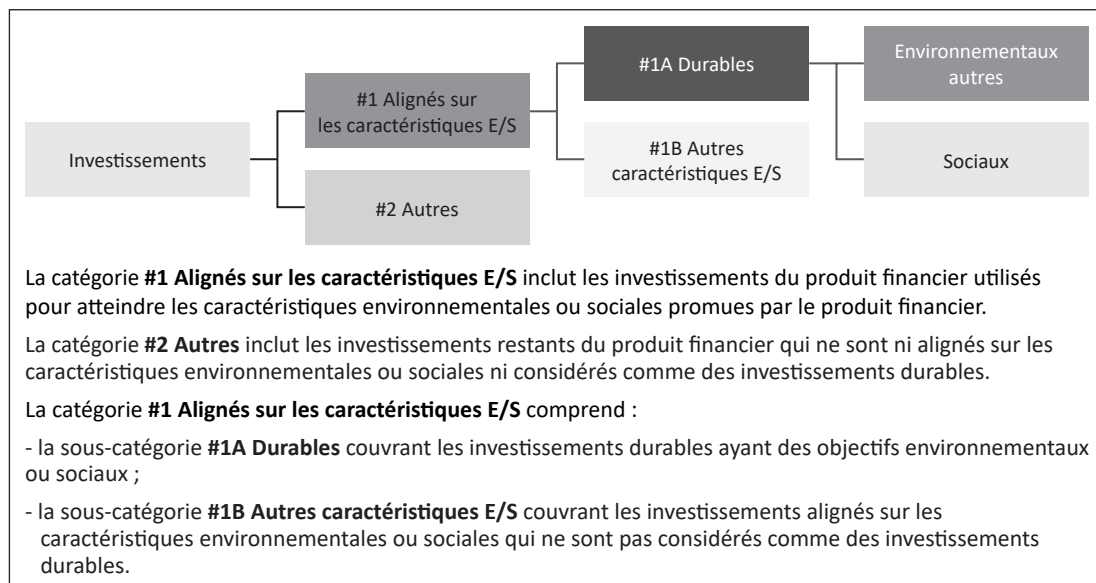 Investissements
#1 Alignés sur
les caractéristiques E/S
#2 Autres
#1A Durables
#1B Autres
caractéristiques E/S
Environnementaux
autres
Sociaux
La catégorie #1 Alignés sur les caractéristiques E/S inclut les investissements du produit financier utilisés
pour atteindre les caractéristiques environnementales ou sociales promues par le produit financier.
La catégorie #2 Autres inclut les investissements restants du produit financier qui ne sont ni alignés sur les
caractéristiques environnementales ou sociales ni considérés comme des investissements durables.
La catégorie #1 Alignés sur les caractéristiques E/S comprend :
- la sous-catégorie #1A Durables couvrant les investissements durables ayant des objectifs environnementaux
ou sociaux ;
- la sous-catégorie #1B Autres caractéristiques E/S couvrant les investissements alignés sur les
caractéristiques environnementales ou sociales qui ne sont pas considérés comme des investissements
durables.